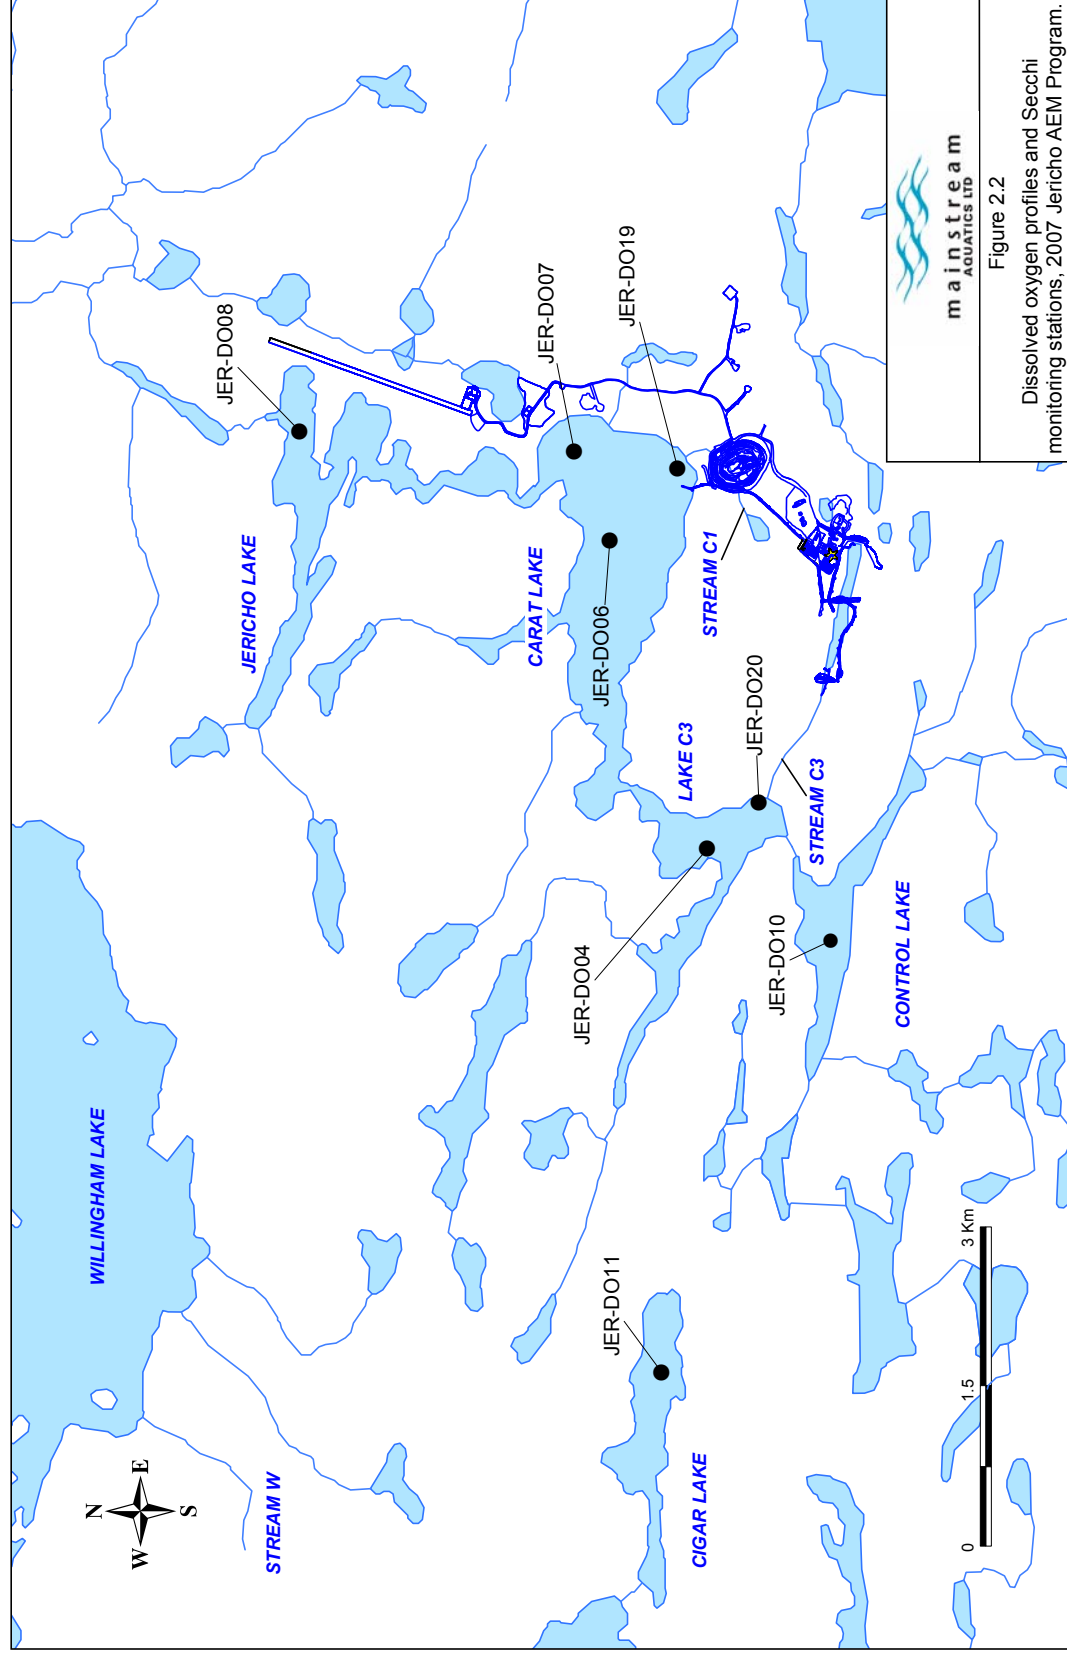 WILLINGHAM LAKE
N
W
E
S
STREAM W
JERICHO LAKE
JER-DO08
CARAT LAKE
JER-DO07
JER-DO06
JER-DO19
STREAM C1
LAKE C3
JER-DO20
STREAM C3
JER-DO04
JER-DO10
CONTROL LAKE
JER-DO11
CIGAR LAKE
0
1.5
3 Km
mainstream
AQUATICS LTD
Figure 2.2
Dissolved oxygen profiles and Secchi
monitoring stations, 2007 Jericho AEM Program.